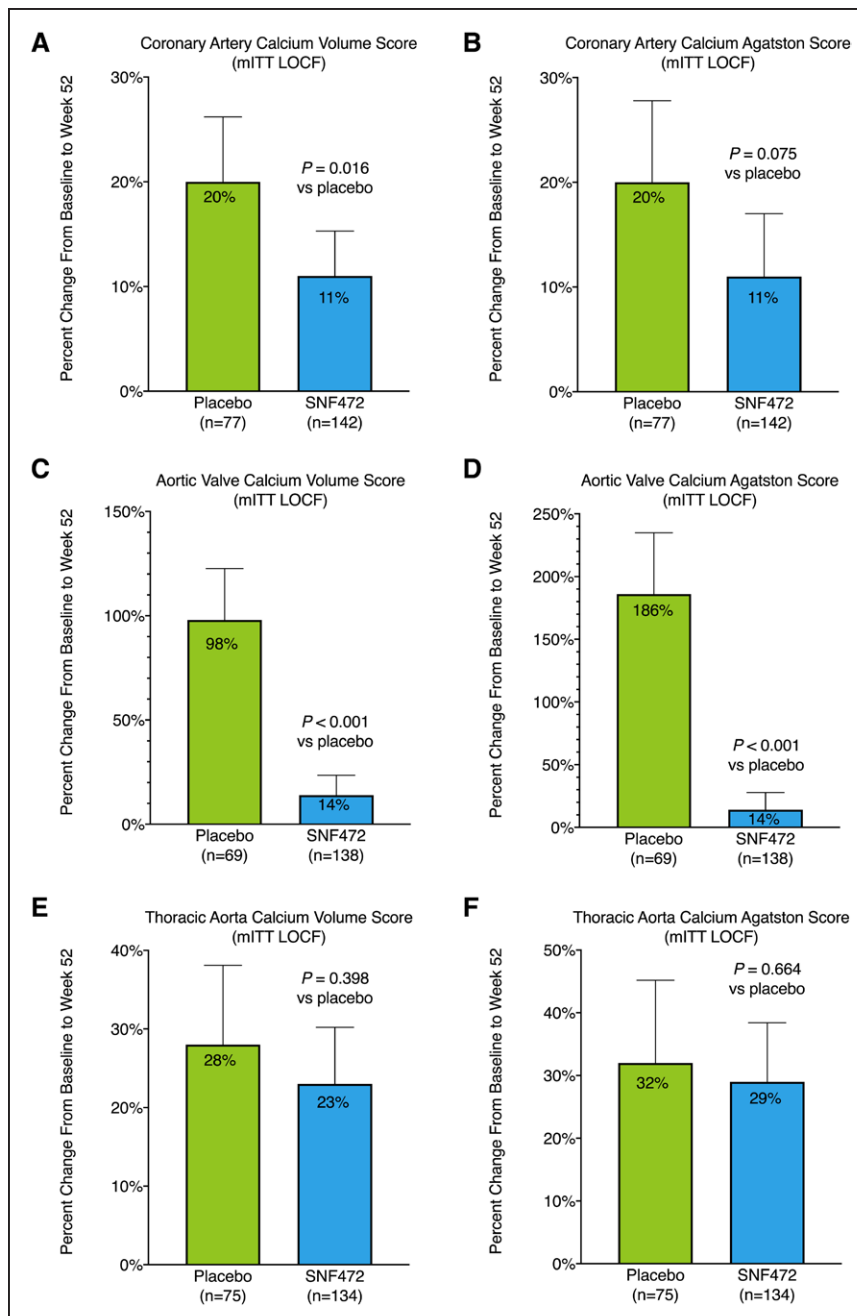 A
Coronary Artery Calcium Volume Score
(mITT LOCF)
Percent Change From Baseline to Week 52
30%
20%
10%
0%
20%
P = 0.016
vs placebo
11%
Placebo
(n=77)
SNF472
(n=142)
B
Coronary Artery Calcium Agatston Score
(mITT LOCF)
Percent Change From Baseline to Week 52
30%
20%
10%
0%
20%
P = 0.075
vs placebo
11%
Placebo
(n=77)
SNF472
(n=142)
C
Aortic Valve Calcium Volume Score
(mITT LOCF)
Percent Change From Baseline to Week 52
150%
100%
50%
0%
98%
P < 0.001
vs placebo
14%
Placebo
(n=69)
SNF472
(n=138)
D
Aortic Valve Calcium Agatston Score
(mITT LOCF)
Percent Change From Baseline to Week 52
250%
200%
150%
100%
50%
0%
186%
P < 0.001
vs placebo
14%
Placebo
(n=69)
SNF472
(n=138)
E
Thoracic Aorta Calcium Volume Score
(mITT LOCF)
Percent Change From Baseline to Week 52
40%
30%
20%
10%
0%
28%
P = 0.398
vs placebo
23%
Placebo
(n=75)
SNF472
(n=134)
F
Thoracic Aorta Calcium Agatston Score
(mITT LOCF)
Percent Change From Baseline to Week 52
50%
40%
30%
20%
10%
0%
32%
P = 0.664
vs placebo
29%
Placebo
(n=75)
SNF472
(n=134)